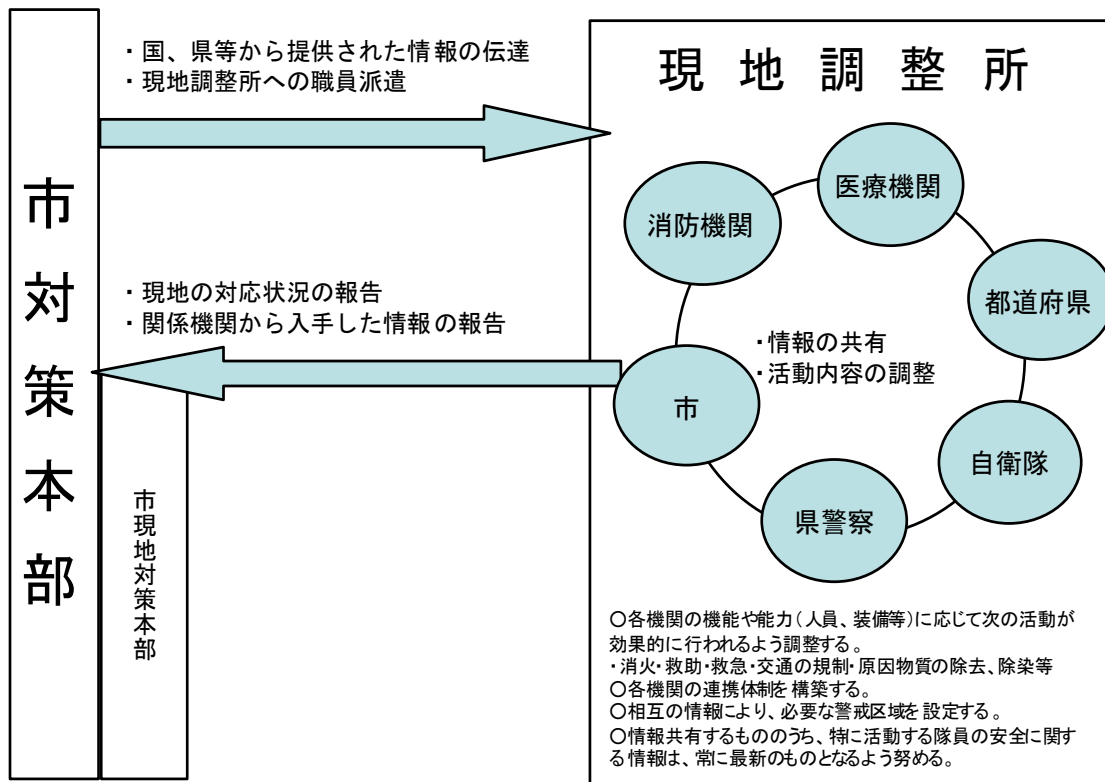 市対策本部
・国、県等から提供された情報の伝達
・現地調整所への職員派遣
・現地の対応状況の報告
・関係機関から入手した情報の報告
市現地対策本部
現地調整所
医療機関
消防機関
都道府県
・情報の共有
・活動内容の調整
市
自衛隊
県警察
○各機関の機能や能力(人員、装備等)に応じて次の活動が
効果的に行われるよう調整する。
・消火・救助・救急・交通の規制・原因物質の除去、除染等
○各機関の連携体制を構築する。
○相互の情報により、必要な警戒区域を設定する。
○情報共有するもののうち、特に活動する隊員の安全に関す
る情報は、常に最新のものとなるよう努める。